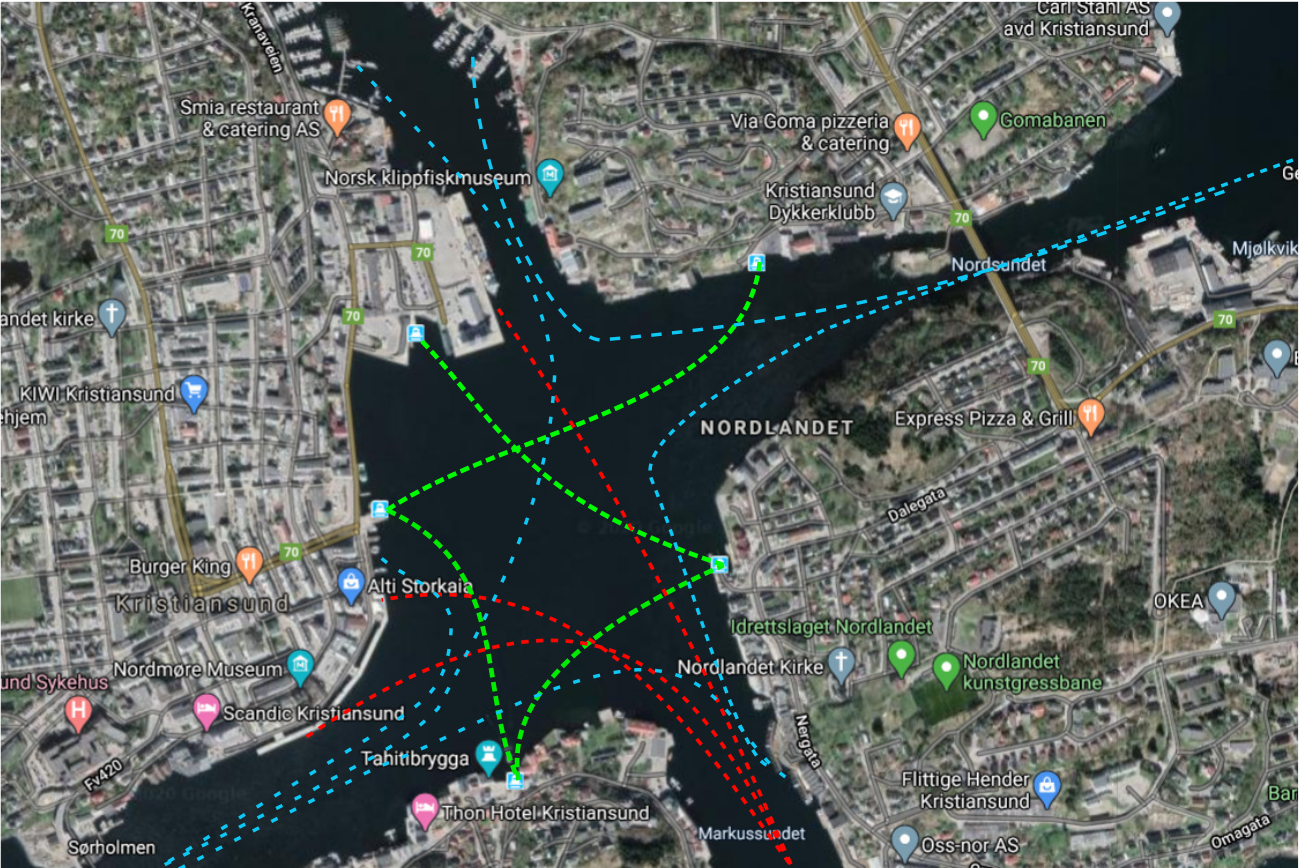 Kranaveien
Carl Stahl AS
avd Kristiansund
Smia restaurant
& catering AS
Via Goma pizzeria
& catering
Gomabanen
Norsk klippfiskmuseum
Kristiansund
Dykkerklubb
Ge
70
70
70
Nordsundet
Mjølkvik
andet kirke
70
70
70
KIWI Kristiansund
ehjem
NORDLANDET
Express Pizza & Grill
E
Dalegata
© 2020 Google
70
Burger King
Alti Storkaia
Kristiansund
OKEA
Idrettslaget Nordlandet
Nordmøre Museum
Nordlandet Kirke
Nordlandet
kunstgressbane
und Sykehus
H
Scandic Kristiansund
Nergata
Tahitibrygga
Fv420
2020 Google
Flittige Hender
Kristiansund
Bar
Thon Hotel Kristiansund
Markussundet
Omagata
Sørholmen
Oss-nor AS